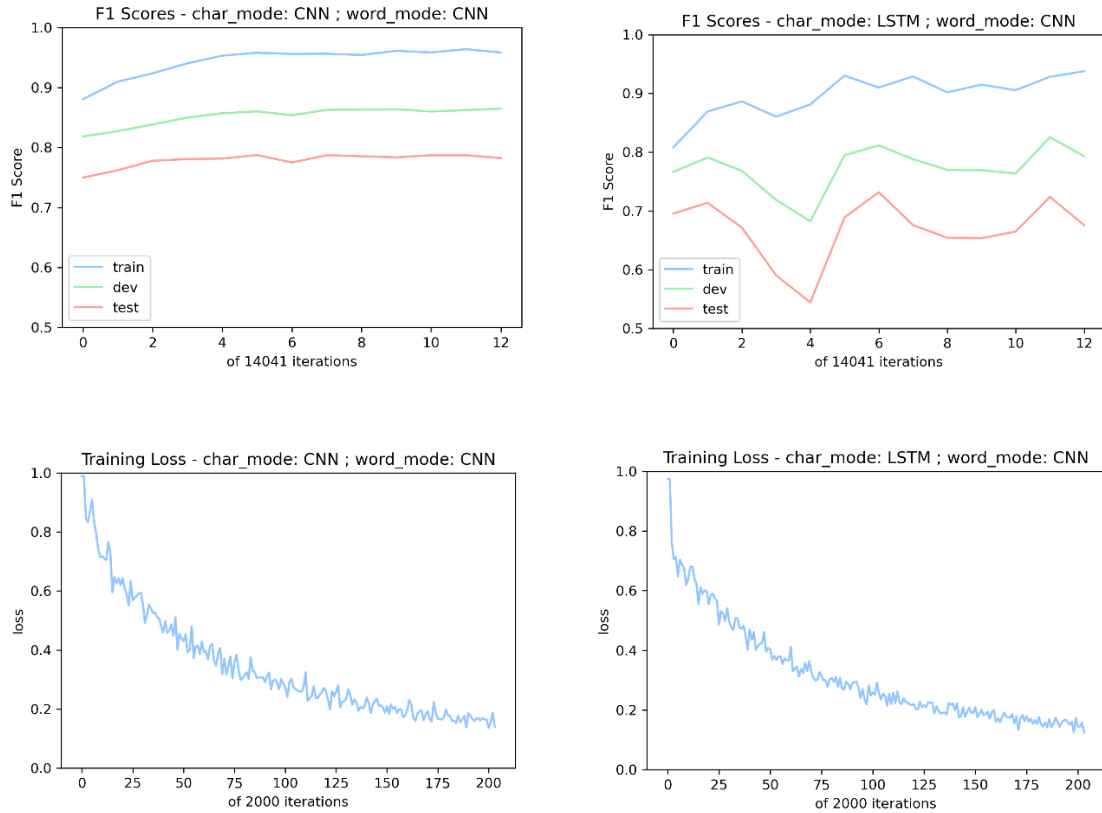 F1 Scores - char_mode: CNN ; word_mode: CNN
1.0
0.9
0.8
0.7
0.6
0.5
F1 Score
train
dev
test
0 2 4 6 8 10 12
of 14041 iterations
F1 Scores - char_mode: LSTM ; word_mode: CNN
1.0
0.9
0.8
0.7
0.6
0.5
F1 Score
train
dev
test
0 2 4 6 8 10 12
of 14041 iterations
Training Loss - char_mode: CNN ; word_mode: CNN
1.0
0.8
0.6
0.4
0.2
0.0
loss
0 25 50 75 100 125 150 175 200
of 2000 iterations
Training Loss - char_mode: LSTM ; word_mode: CNN
1.0
0.8
0.6
0.4
0.2
0.0
loss
0 25 50 75 100 125 150 175 200
of 2000 iterations